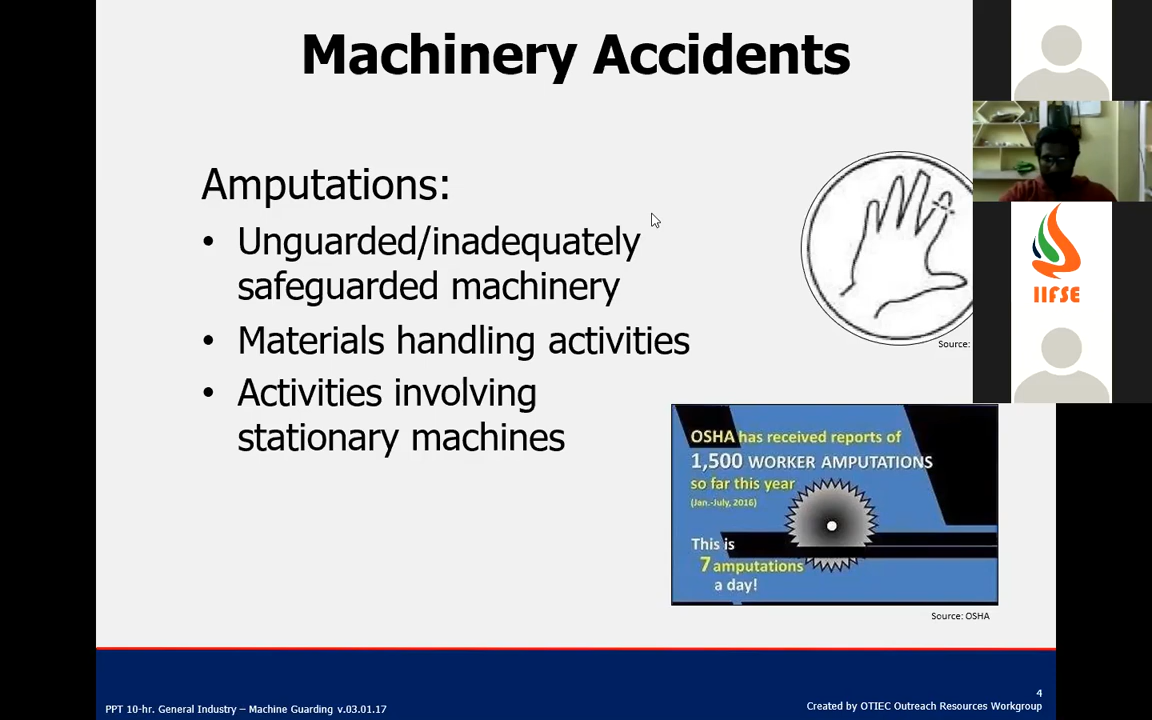 Machinery Accidents
Amputations:
• Unguarded/inadequately
safeguarded machinery
• Materials handling activities
• Activities involving
stationary machines
Source:
IIFSE
OSHA has received reports of
1,500 WORKER AMPUTATIONS
so far this year
(Jan.-July, 2016)
This is
7 amputations
a day!
Source: OSHA
4
PPT 10-hr. General Industry – Machine Guarding v.03.01.17
Created by OTIEC Outreach Resources Workgroup